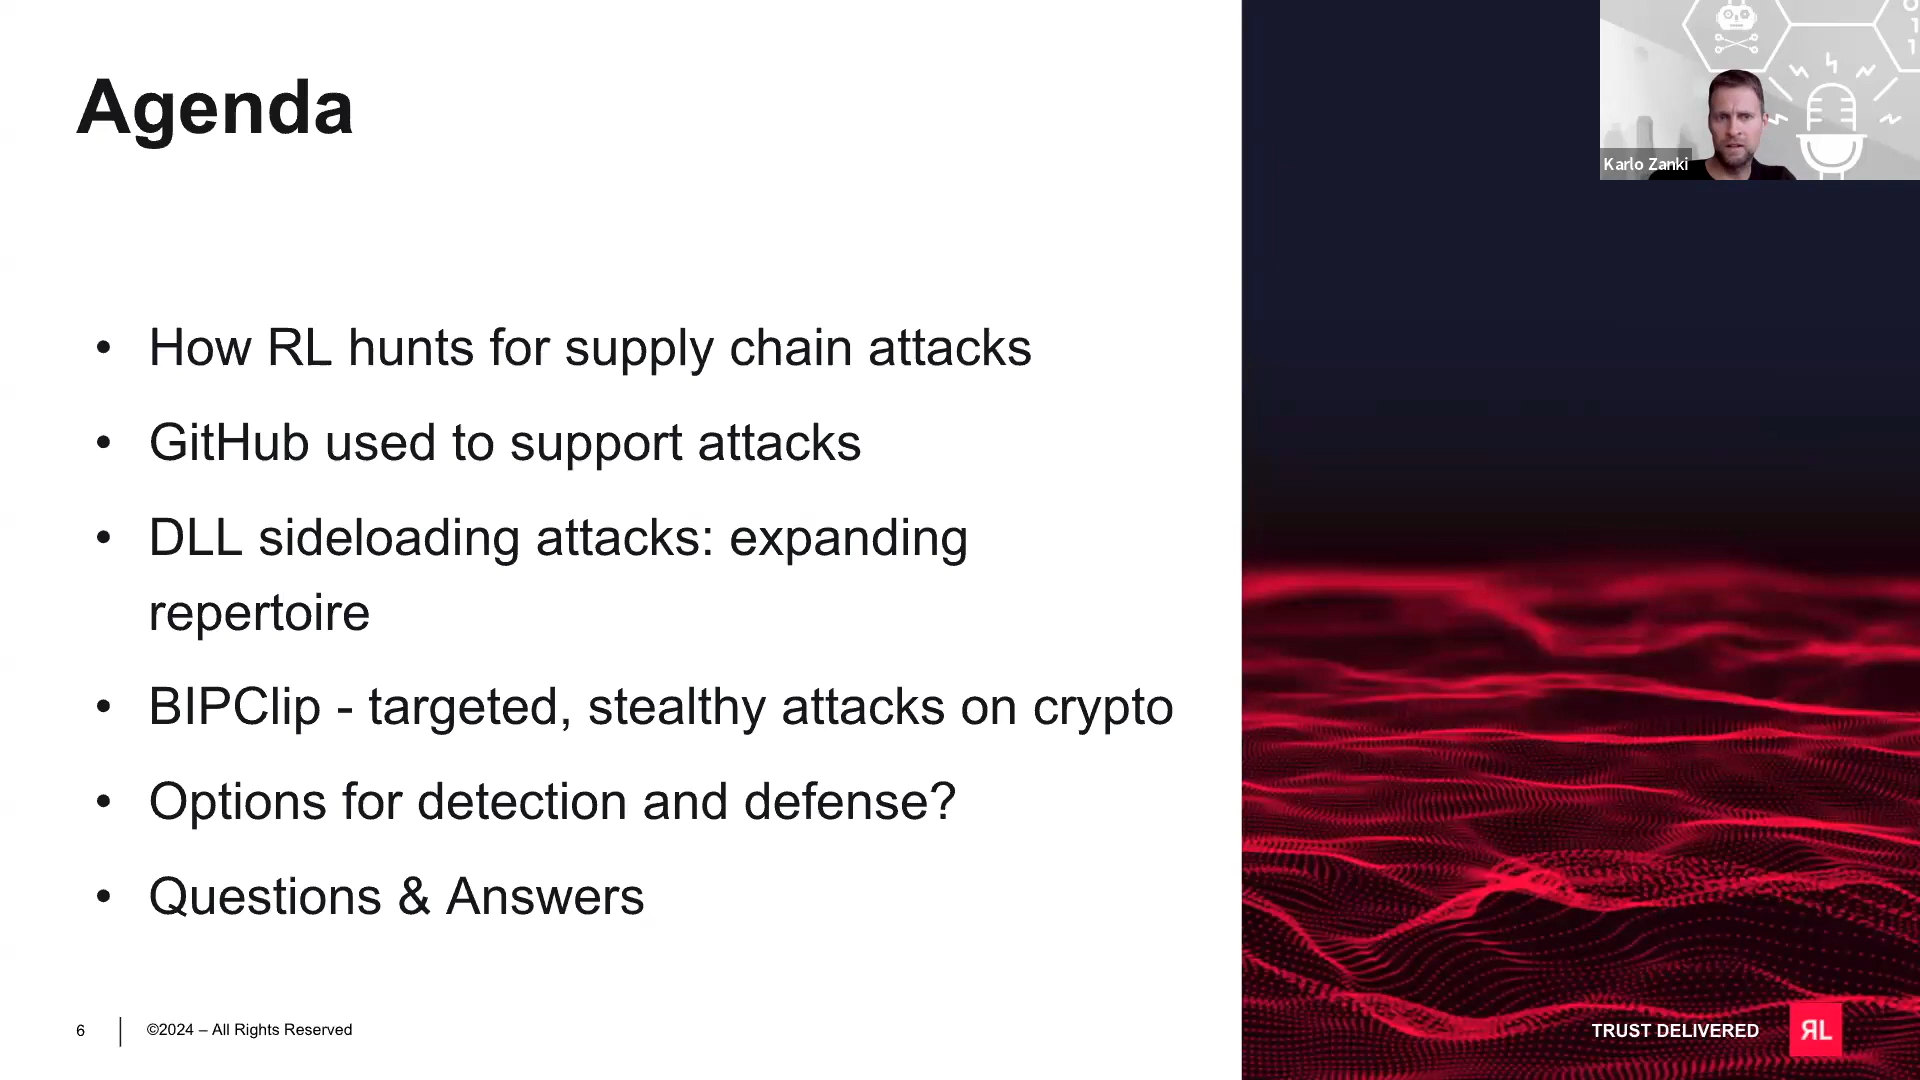 Agenda
Karlo Zanki
• How RL hunts for supply chain attacks
• GitHub used to support attacks
• DLL sideloading attacks: expanding
repertoire
• BIPClip - targeted, stealthy attacks on crypto
• Options for detection and defense?
• Questions & Answers
6
©2024 – All Rights Reserved
TRUST DELIVERED
RL